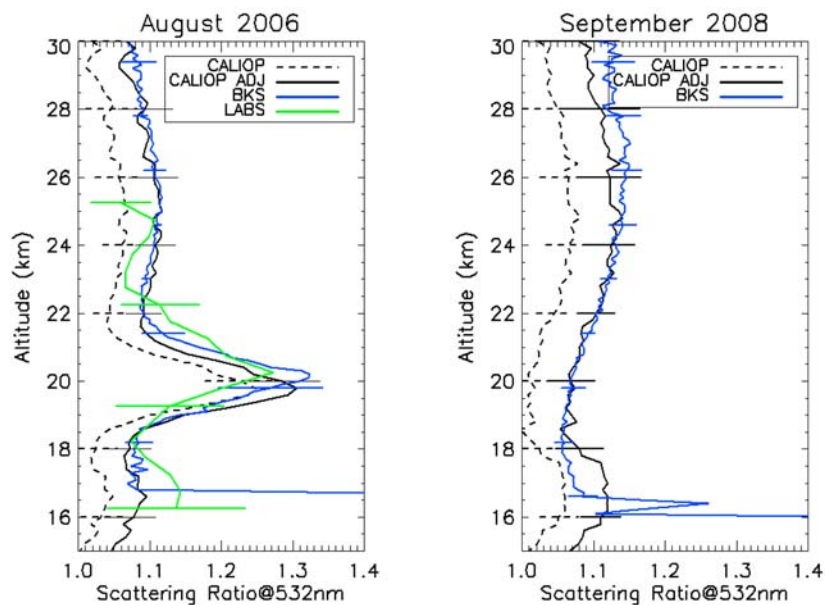 August 2006
September 2008
CALIOP
CALIOP ADJ
BKS
LABS
CALIOP
CALIOP ADJ
BKS
Altitude (km)
30
28
26
24
22
20
18
16
1.0 1.1 1.2 1.3 1.4
Scattering Ratio@532nm
Altitude (km)
30
28
26
24
22
20
18
16
1.0 1.1 1.2 1.3 1.4
Scattering Ratio@532nm